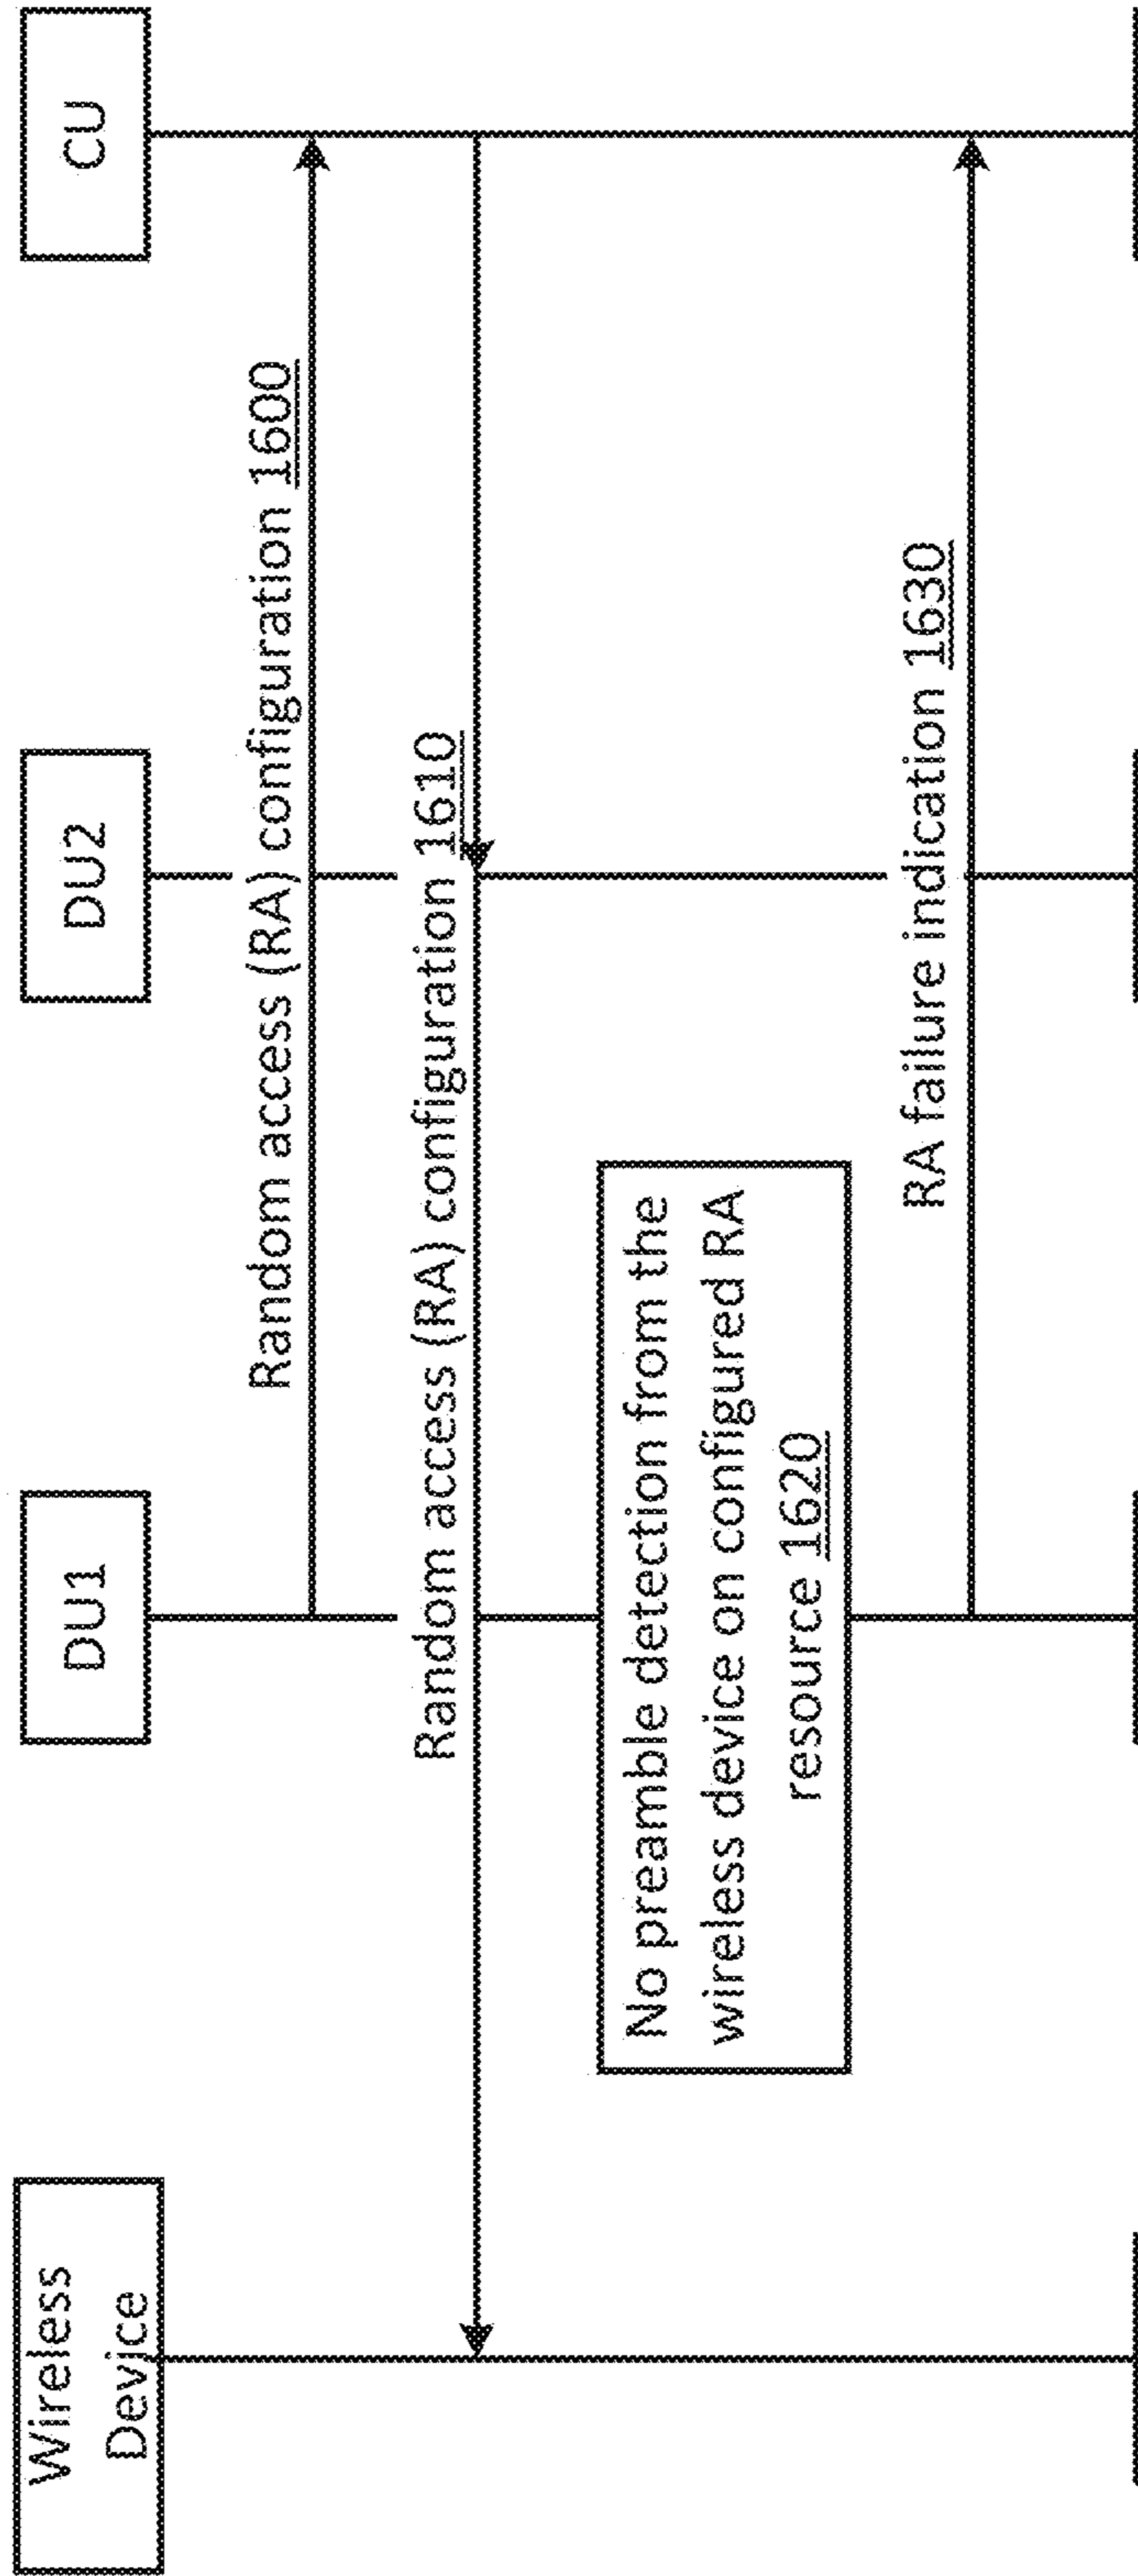 Wireless
Device
DU1
DU2
CU
Random access (RA) configuration 1600
Random access (RA) configuration 1610
No preamble detection from the
wireless device on configured RA
resource 1620
RA failure indication 1630